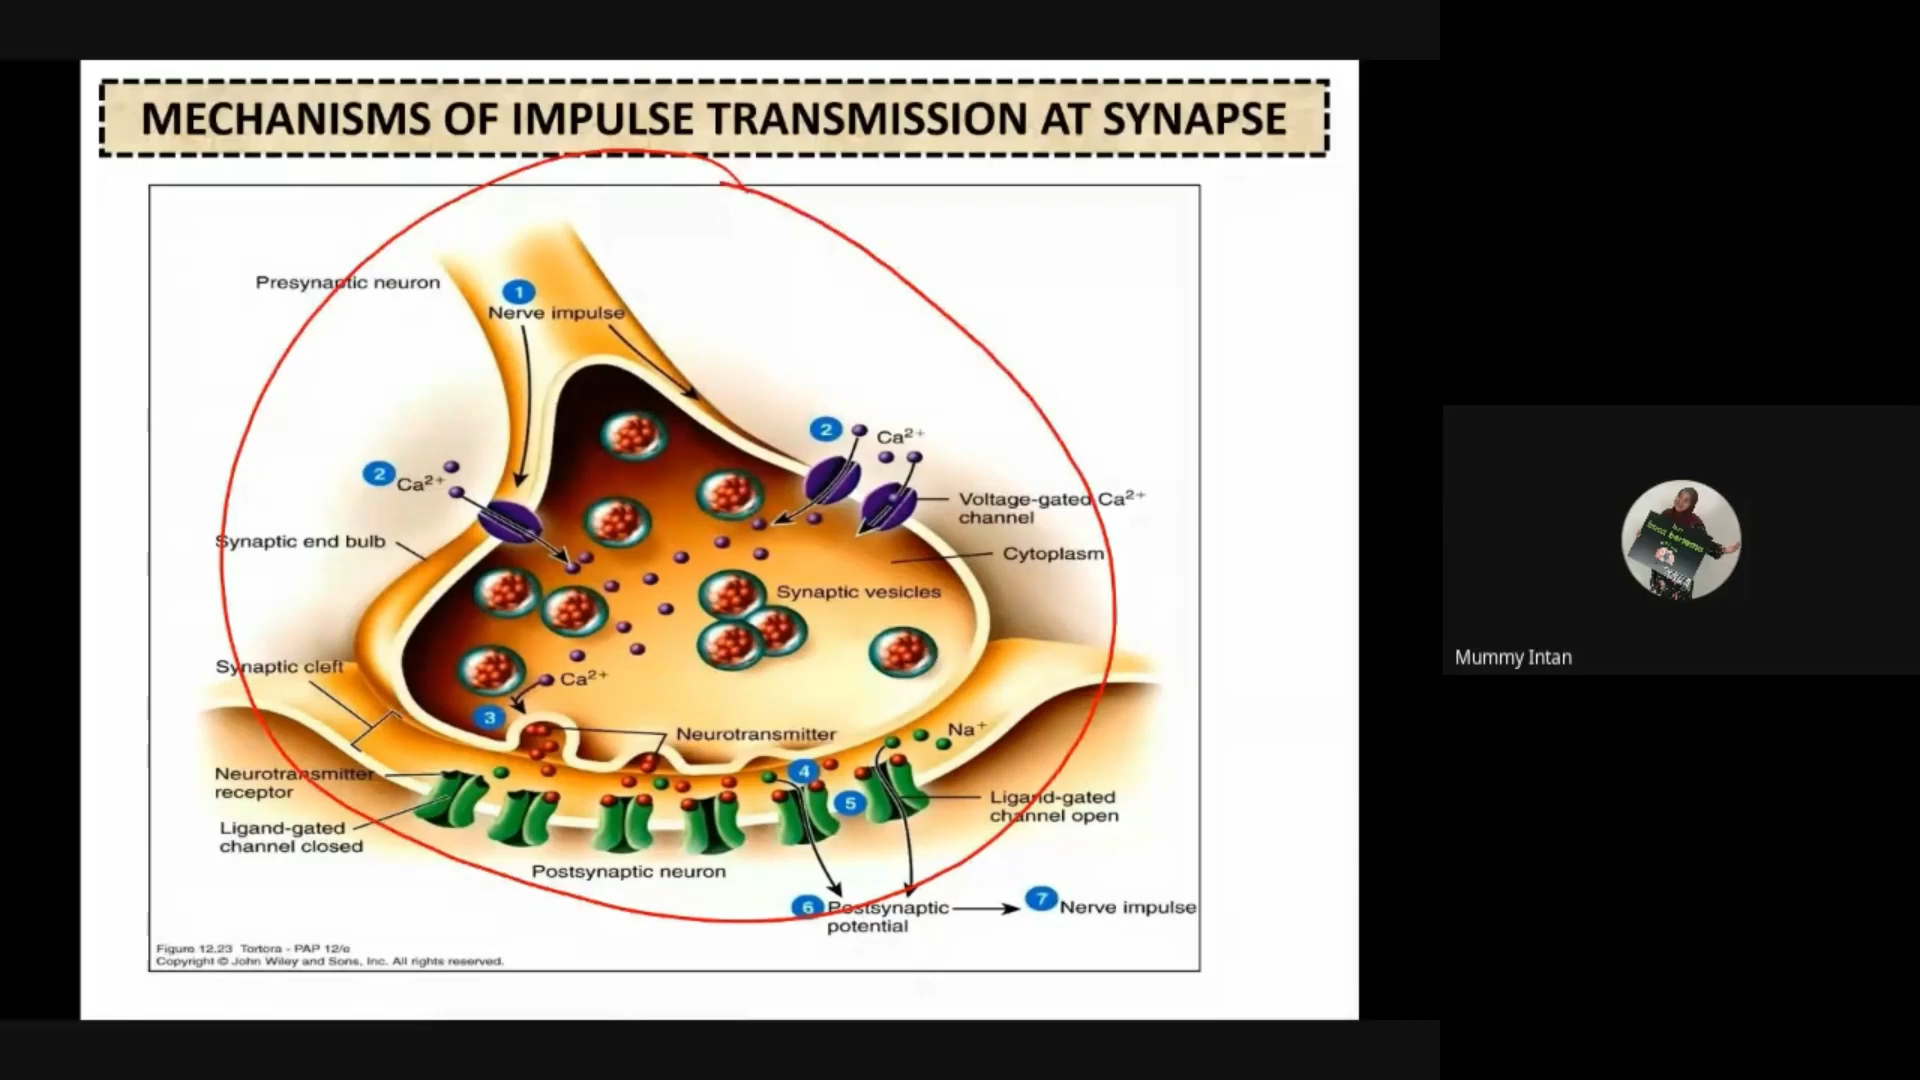 MECHANISMS OF IMPULSE TRANSMISSION AT SYNAPSE
Presynaptic neuron
1
Nerve impulse
2
Ca²⁺
2
Ca²⁺
Voltage-gated Ca²⁺
channel
Synaptic end bulb
Cytoplasm
Synaptic vesicles
Synaptic cleft
Ca²⁺
3
Neurotransmitter
Na⁺
4
5
Neurotransmitter
receptor
Ligand-gated
channel open
Ligand-gated
channel closed
Postsynaptic neuron
6 Postsynaptic
potential
7 Nerve impulse
Figure 12.23 Tortora - PAP 12/e
Copyright © John Wiley and Sons, Inc. All rights reserved.
Mummy Intan